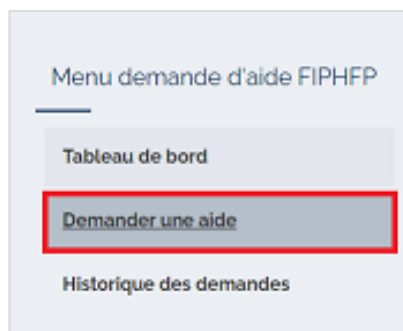 Menu demande d'aide FIPHFP
Tableau de bord
Demander une aide
Historique des demandes